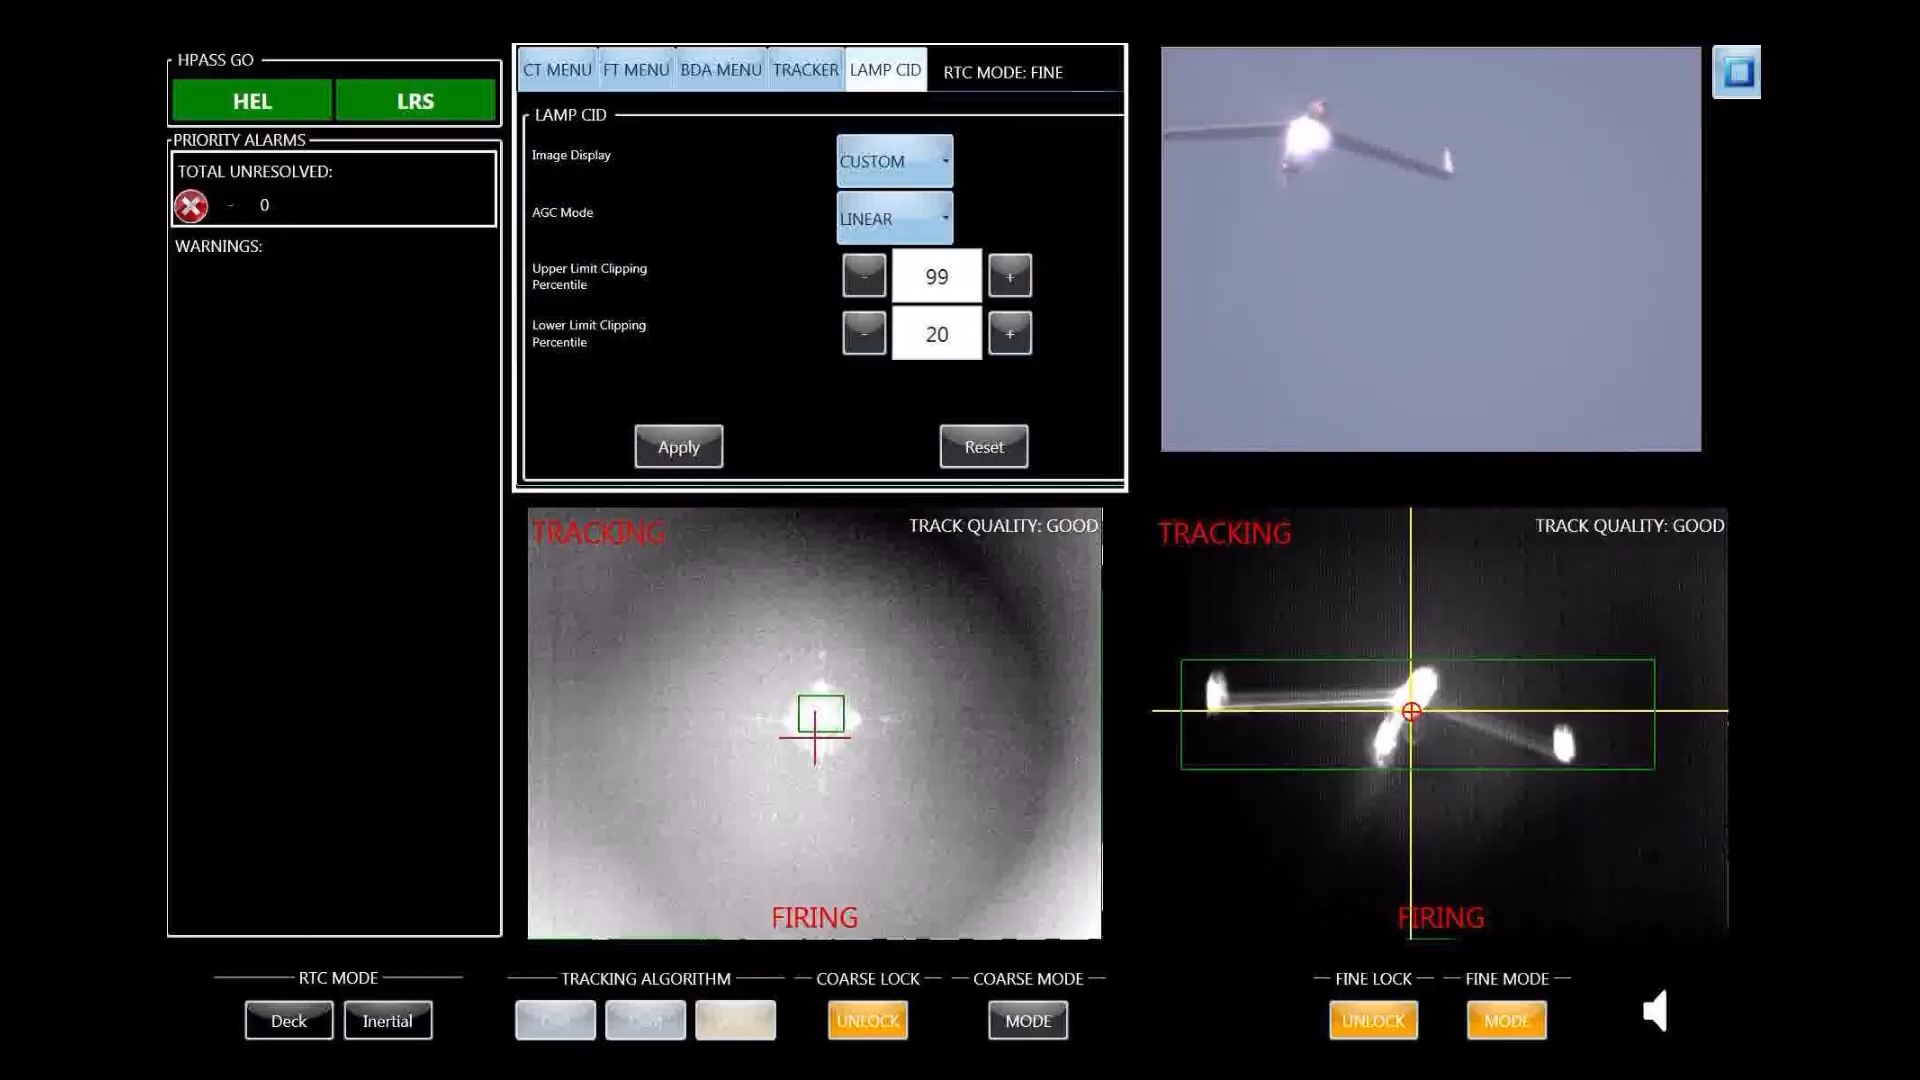 HPASS GO
HEL
LRS
PRIORITY ALARMS
TOTAL UNRESOLVED:
- 0
WARNINGS:
CT MENU
FT MENU
BDA MENU
TRACKER
LAMP CID
RTC MODE: FINE
LAMP CID
Image Display
CUSTOM
AGC Mode
LINEAR
Upper Limit Clipping
Percentile
-
99
+
Lower Limit Clipping
Percentile
-
20
+
Apply
Reset
TRACKING
TRACK QUALITY: GOOD
FIRING
TRACKING
TRACK QUALITY: GOOD
FIRING
RTC MODE
Deck
Inertial
TRACKING ALGORITHM
COARSE LOCK
UNLOCK
COARSE MODE
MODE
FINE LOCK
UNLOCK
FINE MODE
MODE